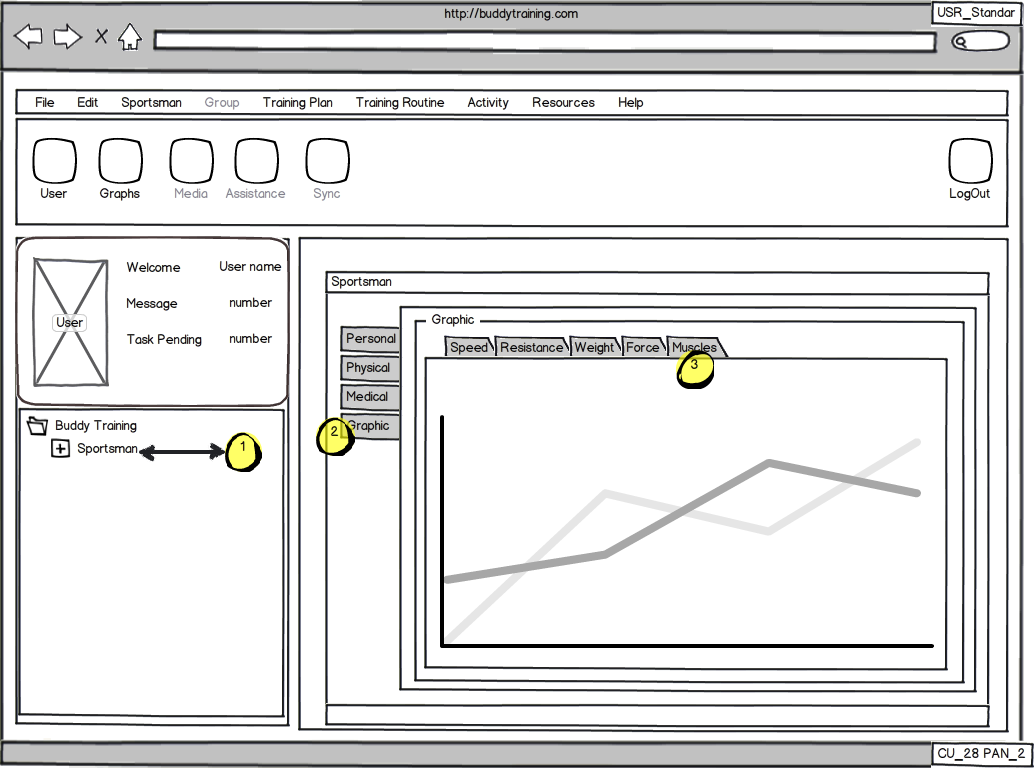 http://buddytraining.com
USR_Standar
File Edit Sportsman Group Training Plan Training Routine Activity Resources Help
User Graphs Media Assistance Sync LogOut
Welcome User name
Message number
User
Task Pending number
Buddy Training
Sportsman
1
Sportsman
Graphic
Personal
Physical
Medical
Graphic
2
Speed Resistance Weight Force Muscles
3
CU_28 PAN_2